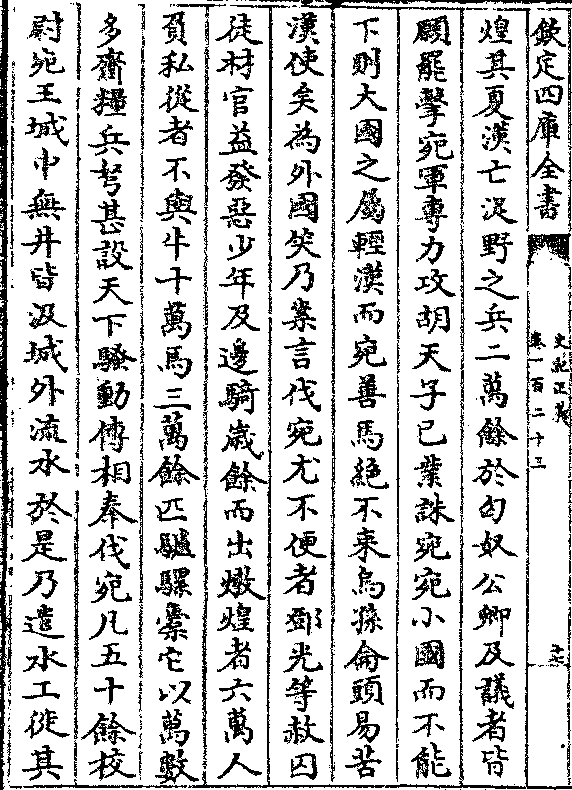 欽定四庫全書
史記正義
卷一百二十三
煌其夏漢亡浞野之兵二萬餘於匈奴公卿及議者皆
願罷擊宛軍專力攻胡天子已業誅宛宛小國而不能
下則大國之屬輕漢而宛善馬絶不来烏孫侖頭易苦
漢使矣為外國笑乃案言伐宛尤不便者鄧光等赦囚
徒材官益發惡少年及邊騎嵗餘而出燉煌者六萬人
負私從者不與牛十萬馬三萬餘匹驢騾橐它以萬數
多齎糧兵弩甚設天下騷動傳相奉伐宛凡五十餘校
尉宛王城中無井皆汲城外流水於是乃遣水工徙其